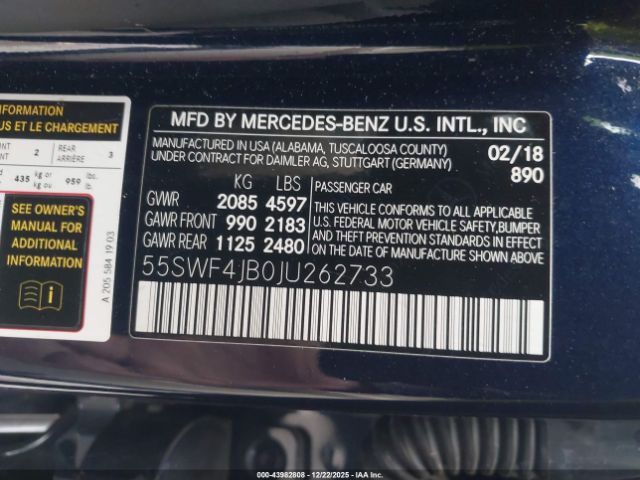 INFORMATION
US ET LE CHARGEMENT
2 REAR ARRIÈRE 3
435 kg or 959 lbs.
SEE OWNER'S
MANUAL FOR
ADDITIONAL
INFORMATION
A 205 584 19 03
MFD BY MERCEDES-BENZ U.S. INTL., INC
MANUFACTURED IN USA (ALABAMA, TUSCALOOSA COUNTY) 02/18
UNDER CONTRACT FOR DAIMLER AG, STUTTGART (GERMANY) 890
KG LBS
GVWR 2085 4597
GAWR FRONT 990 2183
GAWR REAR 1125 2480
PASSENGER CAR
THIS VEHICLE CONFORMS TO ALL APPLICABLE
U.S. FEDERAL MOTOR VEHICLE SAFETY,BUMPER
AND THEFT PREVENTION STANDARDS IN EFFECT
ON THE DATE OF MANUFACTURE SHOWN ABOVE.
55SWF4JB0JU262733
000-43982808 - 12/22/2025 - IAA Inc.